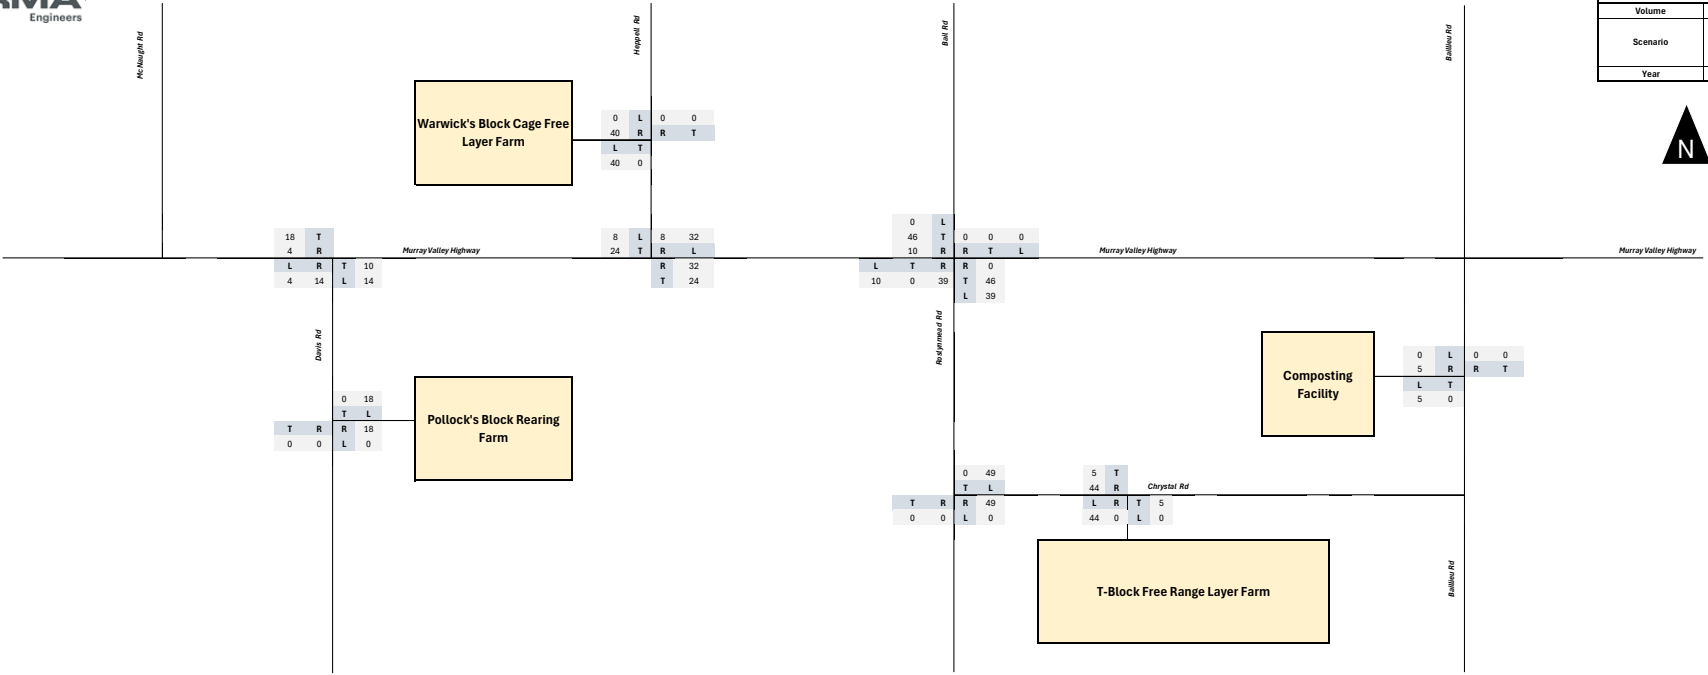 Engineers
McNaught Rd
Heppell Rd
Bail Rd
Baillieu Rd
Volume
Scenario
Year
N
Warwick's Block Cage Free
Layer Farm
0 L 0 0
40 R R T
L T
40 0
18 T
4 R
L R T 10
4 14 L 14
Murray Valley Highway
8 L 8 32
24 T R L
R 32
T 24
0 L
46 T 0 0 0
10 R R T L
L T R R 0
10 0 39 T 46
L 39
Murray Valley Highway
Murray Valley Highway
Davis Rd
Roslynmead Rd
0 18
T L
T R R 18
0 0 L 0
Pollock's Block Rearing
Farm
Composting
Facility
0 L 0 0
5 R R T
L T
5 0
0 49
T L
T R R 49
0 0 L 0
5 T
44 R
L R T 5
44 0 L 0
Chrystal Rd
T-Block Free Range Layer Farm
Baillieu Rd